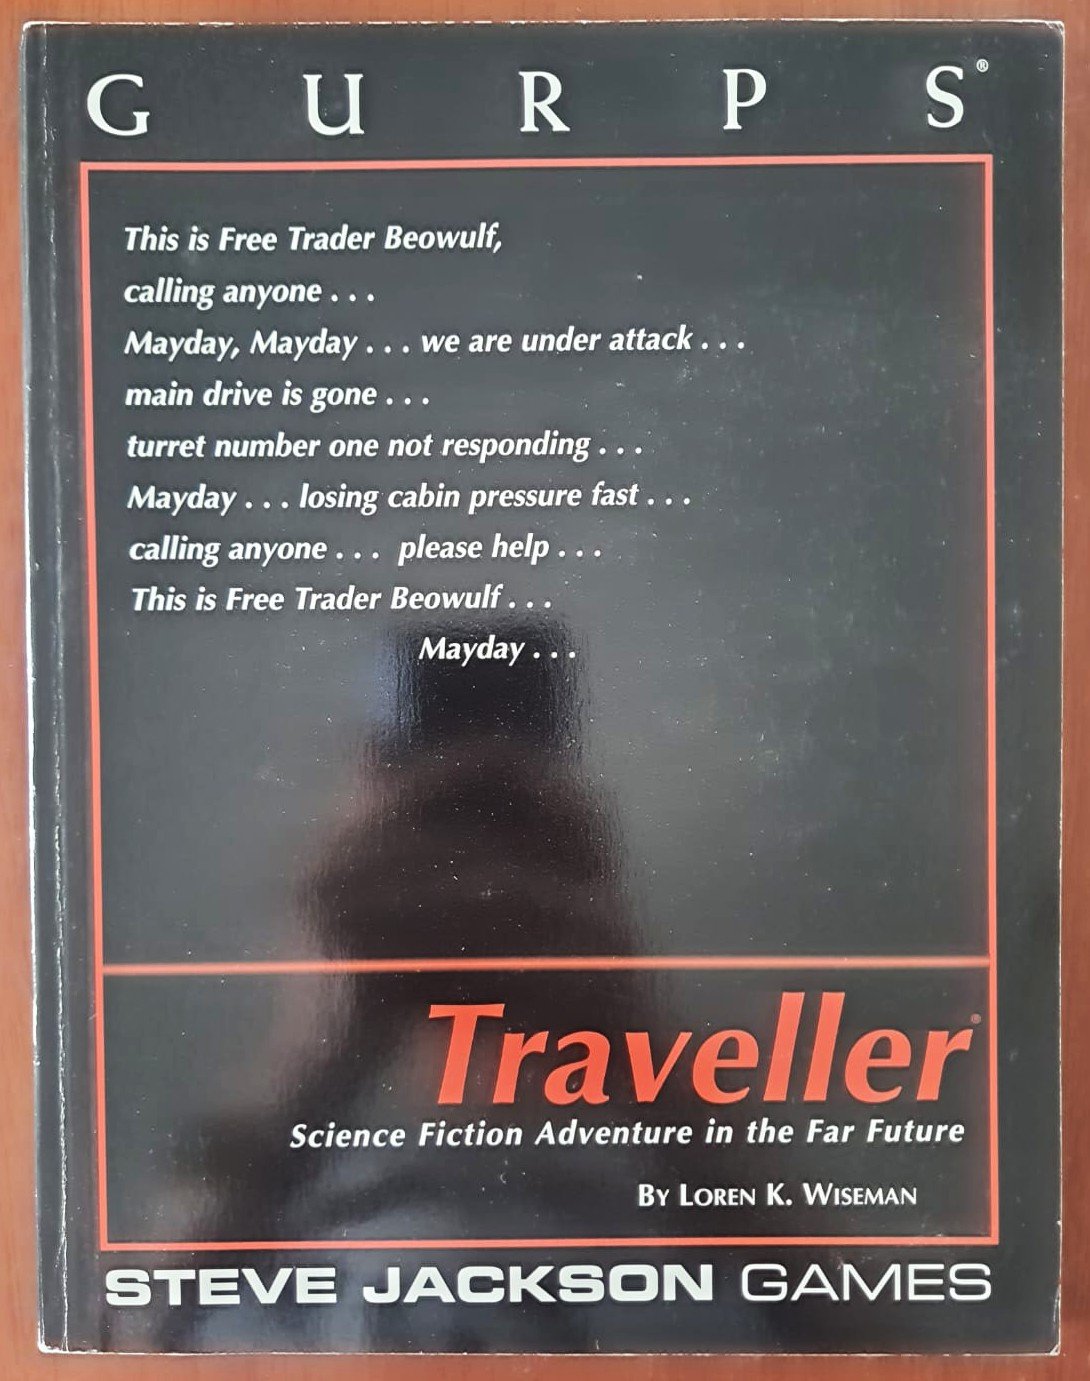 G U R P S®
This is Free Trader Beowulf,
calling anyone . . .
Mayday, Mayday . . . we are under attack . . .
main drive is gone . . .
turret number one not responding . . .
Mayday . . . losing cabin pressure fast . . .
calling anyone . . . please help . . .
This is Free Trader Beowulf . . .
Mayday . . .
Traveller®
Science Fiction Adventure in the Far Future
BY LOREN K. WISEMAN
STEVE JACKSON GAMES